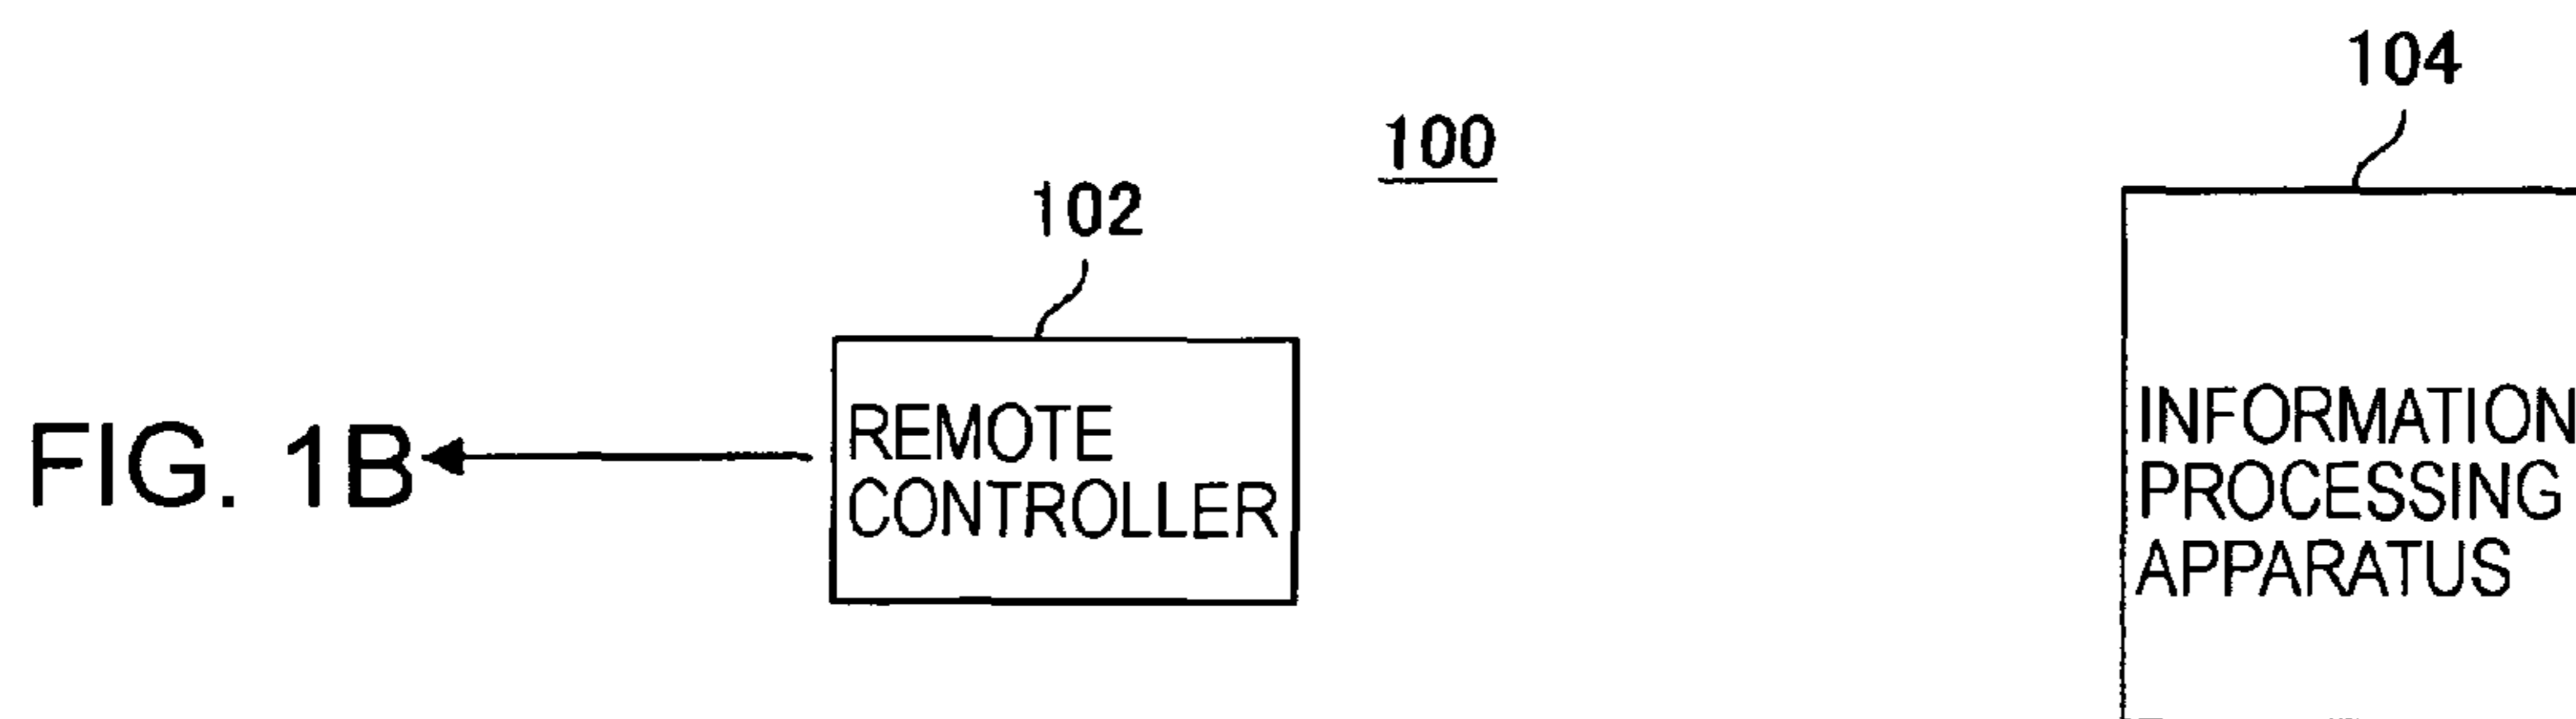 104
100
102
FIG. 1B
REMOTE
CONTROLLER
INFORMATION
PROCESSING
APPARATUS